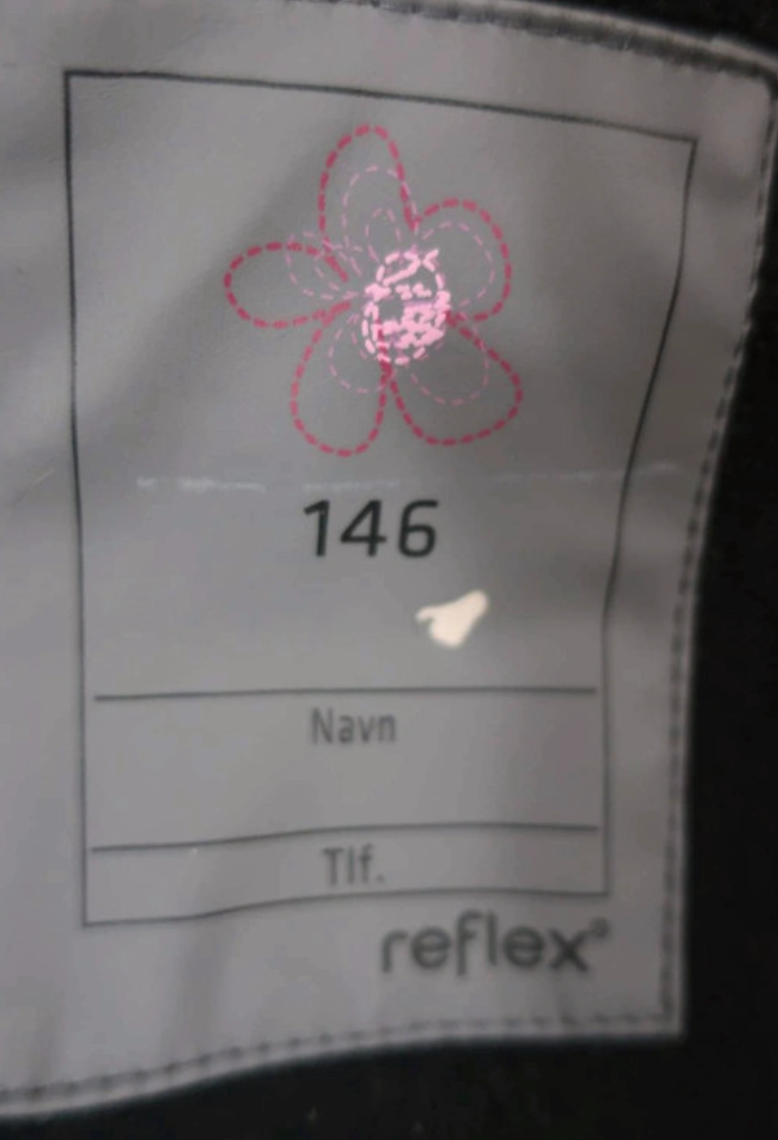 146
Navn
Tlf.
reflex